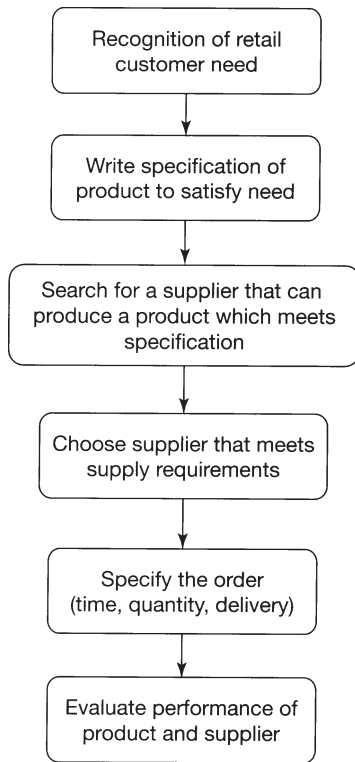 Recognition of retail
customer need
Write specification of
product to satisfy need
Search for a supplier that can
produce a product which meets
specification
Choose supplier that meets
supply requirements
Specify the order
(time, quantity, delivery)
Evaluate performance of
product and supplier